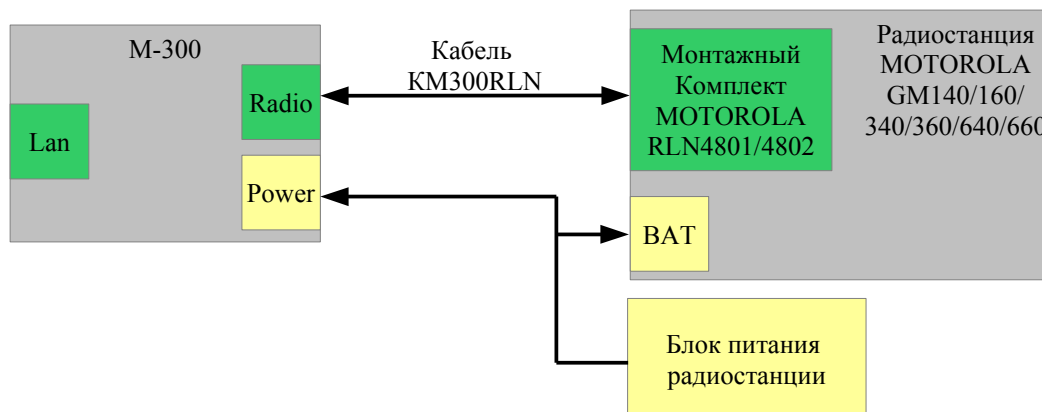 М-300
Lan
Radio
Power
Кабель
КМ300RLN
Монтажный
Комплект
MOTOROLA
RLN4801/4802
Радиостанция
MOTOROLA
GM140/160/
340/360/640/660
BAT
Блок питания
радиостанции